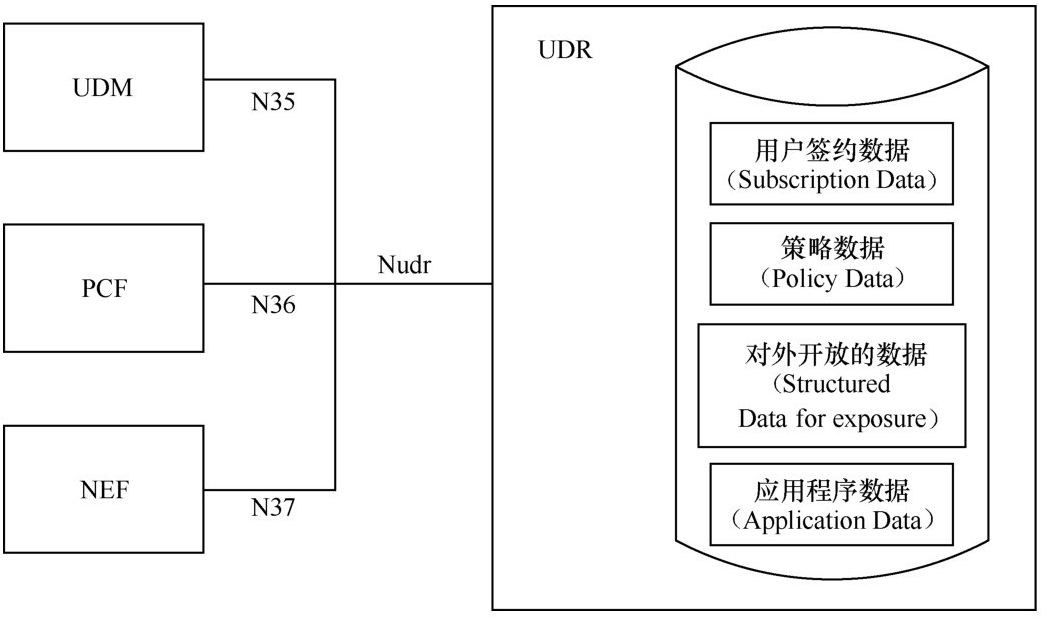 UDM
N35
PCF
N36
NEF
N37
Nudr
UDR
用户签约数据
（Subscription Data）
策略数据
（Policy Data）
对外开放的数据
（Structured
Data for exposure）
应用程序数据
（Application Data）